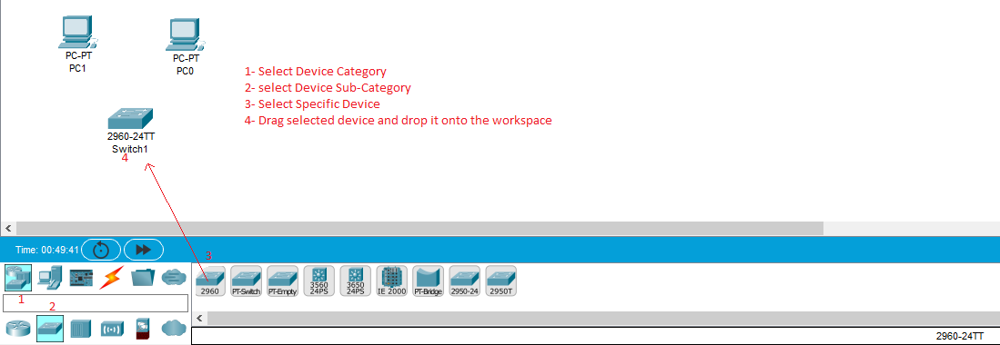 PC-PT
PC1
PC-PT
PC0
1- Select Device Category
2- select Device Sub-Category
3- Select Specific Device
4- Drag selected device and drop it onto the workspace
2960-24TT
Switch1
4
Time: 00:49:41
3
2960
PT-Switch
PT-Empty
3560
24PS
3650
24PS
IE 2000
PT-Bridge
2950-24
2950T
1
2
2960-24TT